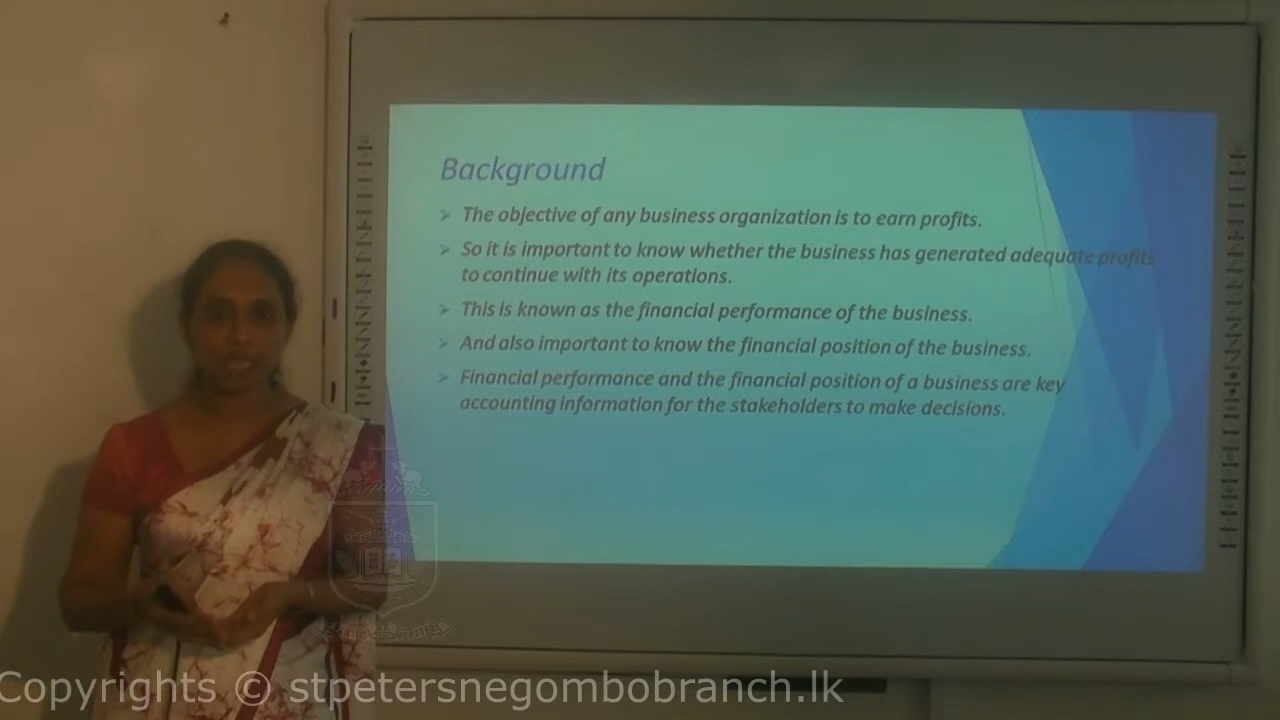 Background
➢ The objective of any business organization is to earn profits.
➢ So it is important to know whether the business has generated adequate profits
to continue with its operations.
➢ This is known as the financial performance of the business.
➢ And also important to know the financial position of the business.
➢ Financial performance and the financial position of a business are key
accounting information for the stakeholders to make decisions.
Copyrights © stpetersnegombobranch.lk